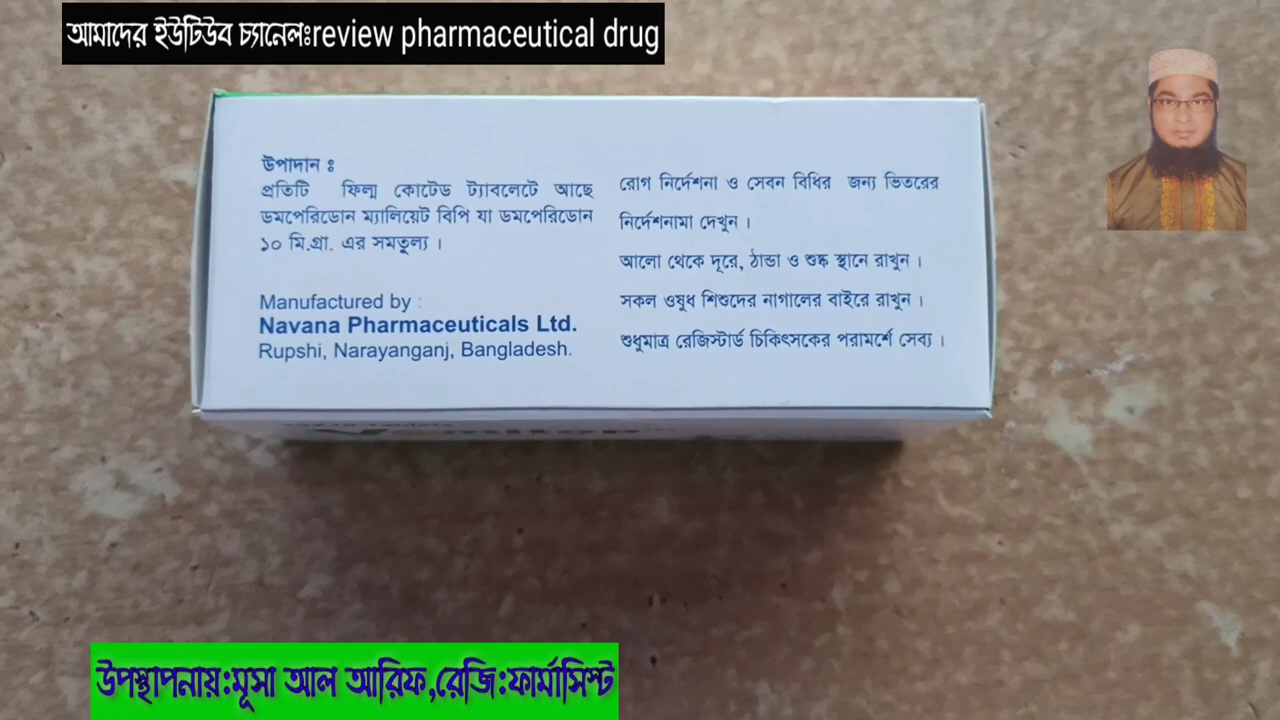 আমাদের ইউটিউব চ্যানেলঃreview pharmaceutical drug
উপাদান ঃ
প্রতিটি ফিল্ম কোটেড ট্যাবলেটে আছে
ডমপেরিডোন ম্যালিয়েট বিপি যা ডমপেরিডোন
১০ মি.গ্রা. এর সমতুল্য ।
Manufactured by :
Navana Pharmaceuticals Ltd.
Rupshi, Narayanganj, Bangladesh.
রোগ নির্দেশনা ও সেবন বিধির জন্য ভিতরের
নির্দেশনামা দেখুন ।
আলো থেকে দূরে, ঠান্ডা ও শুষ্ক স্থানে রাখুন ।
সকল ওষুধ শিশুদের নাগালের বাইরে রাখুন ।
শুধুমাত্র রেজিস্টার্ড চিকিৎসকের পরামর্শে সেব্য ।
উপস্থাপনায়:মূসা আল আরিফ,রেজি:ফার্মাসিস্ট